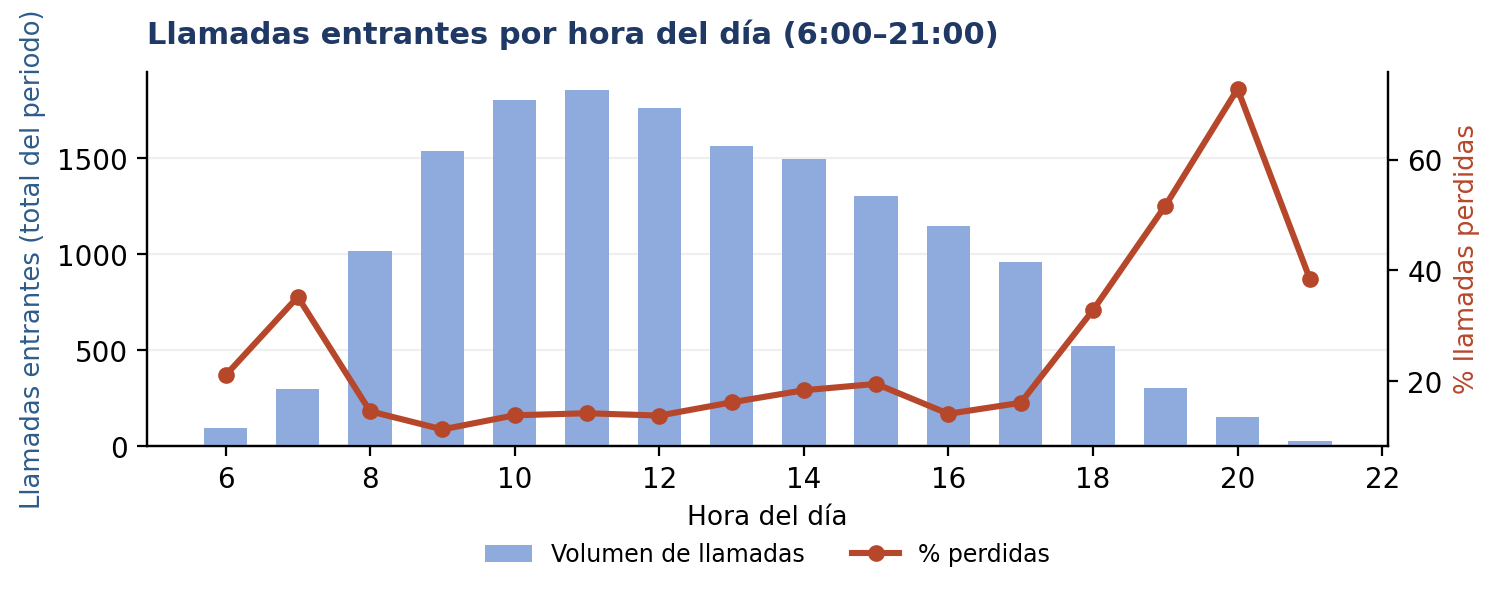 Llamadas entrantes por hora del día (6:00–21:00)
Llamadas entrantes (total del periodo)
1500
1000
500
0
60
40
20
% llamadas perdidas
6 8 10 12 14 16 18 20 22
Hora del día
Volumen de llamadas % perdidas